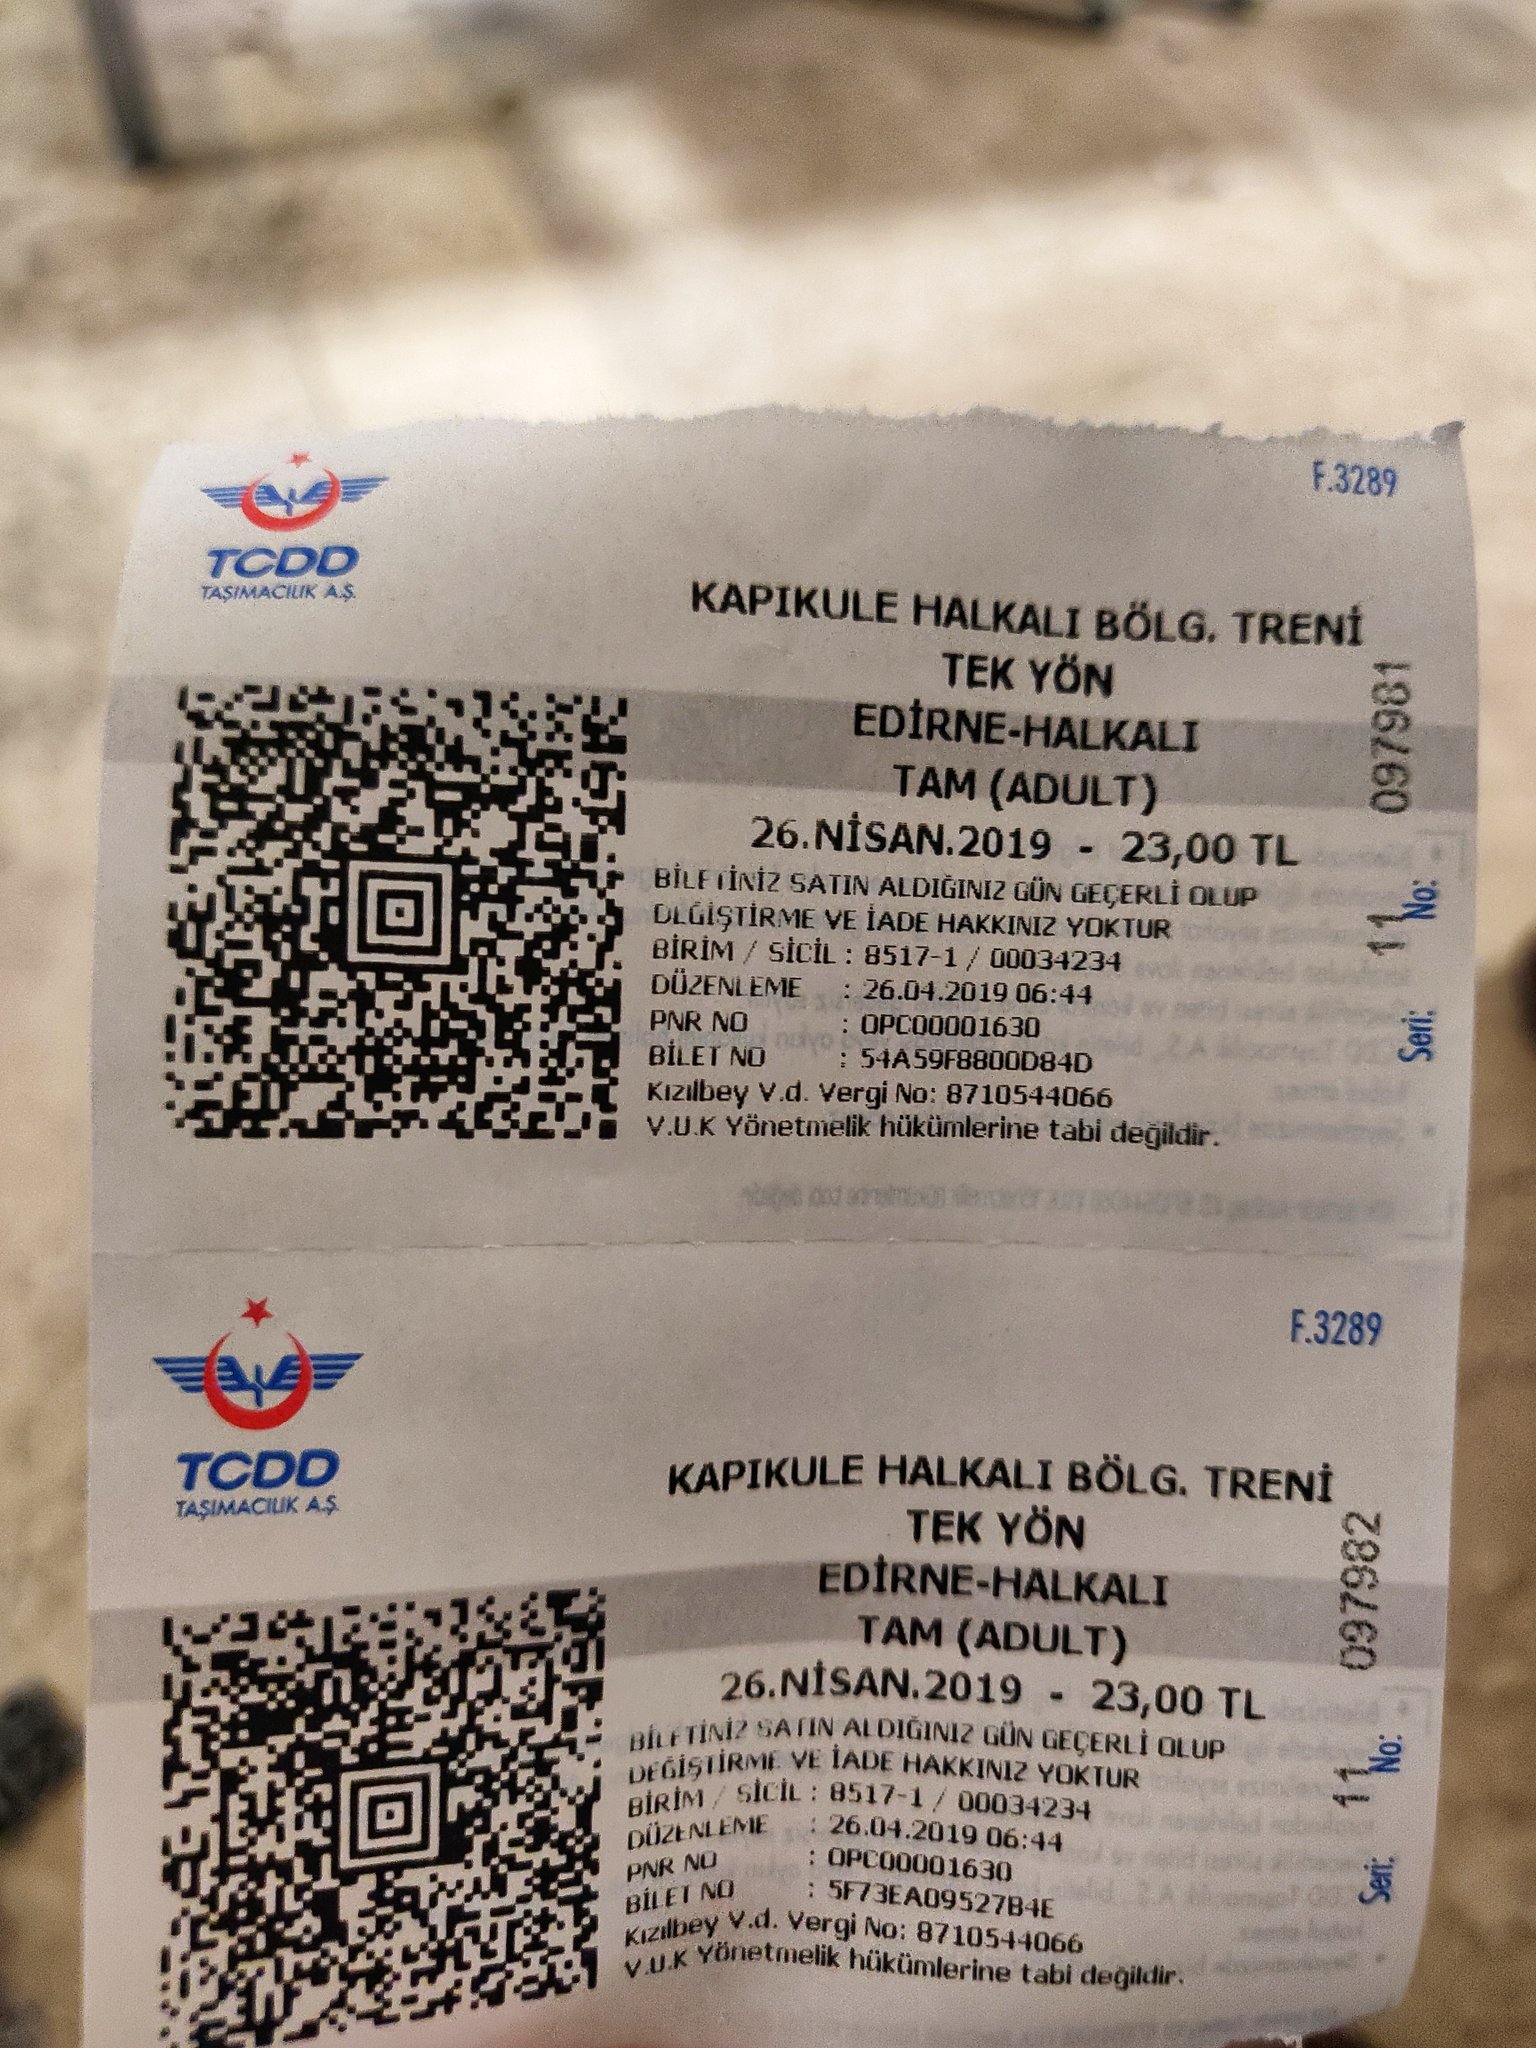 F.3289
TCDD
TAŞIMACILIK A.Ş.
KAPIKULE HALKALI BÖLG. TRENİ
TEK YÖN
EDİRNE-HALKALI
TAM (ADULT)
26.NİSAN.2019 - 23,00 TL
BİLETİNİZ SATIN ALDIĞINIZ GÜN GEÇERLİ OLUP
DEĞİŞTİRME VE İADE HAKKINIZ YOKTUR
BİRİM / SİCİL : 8517-1 / 00034234
DÜZENLEME : 26.04.2019 06:44
PNR NO : OPC00001630
BİLET NO : 54A59F8800D84D
Kızılbey V.d. Vergi No: 8710544066
V.U.K Yönetmelik hükümlerine tabi değildir.
Seri: 11 No: 097981
F.3289
TCDD
TAŞIMACILIK A.Ş.
KAPIKULE HALKALI BÖLG. TRENİ
TEK YÖN
EDİRNE-HALKALI
TAM (ADULT)
26.NİSAN.2019 - 23,00 TL
BİLETİNİZ SATIN ALDIĞINIZ GÜN GEÇERLİ OLUP
DEĞİŞTİRME VE İADE HAKKINIZ YOKTUR
BİRİM / SİCİL : 8517-1 / 00034234
DÜZENLEME : 26.04.2019 06:44
PNR NO : OPC00001630
BİLET NO : 5F73EA09527B4E
Kızılbey V.d. Vergi No: 8710544066
V.U.K Yönetmelik hükümlerine tabi değildir.
Seri: 11 No: 097982